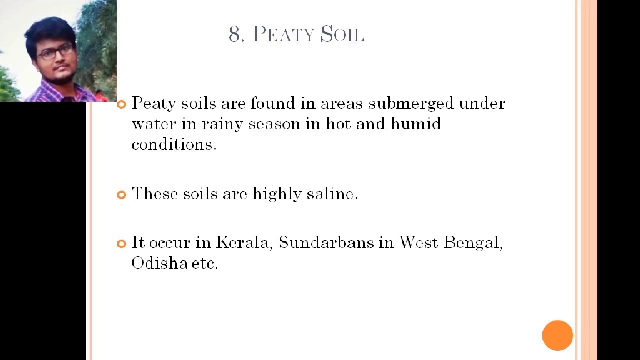 8. PEATY SOIL
Peaty soils are found in areas submerged under
water in rainy season in hot and humid
conditions.
These soils are highly saline.
It occur in Kerala, Sundarbans in West Bengal,
Odisha etc.